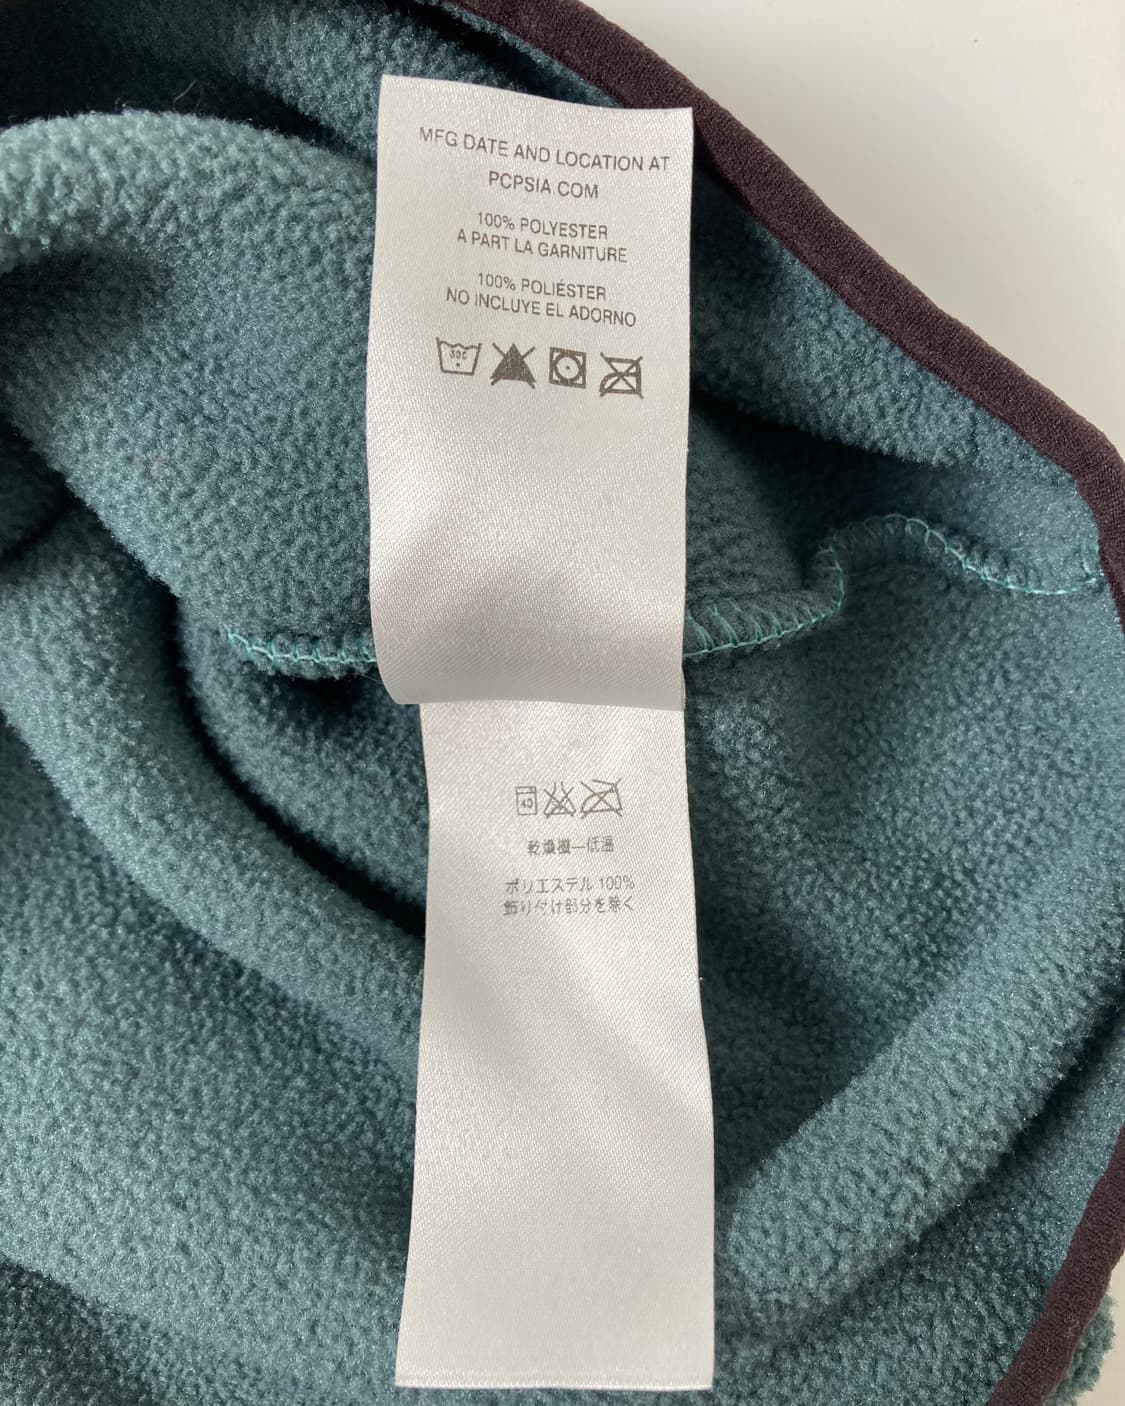 MFG DATE AND LOCATION AT
PCPSIA COM
100% POLYESTER
A PART LA GARNITURE
100% POLIÉSTER
NO INCLUYE EL ADORNO
30C
40
乾燥機—低温
ポリエステル 100%
飾り付け部分を除く